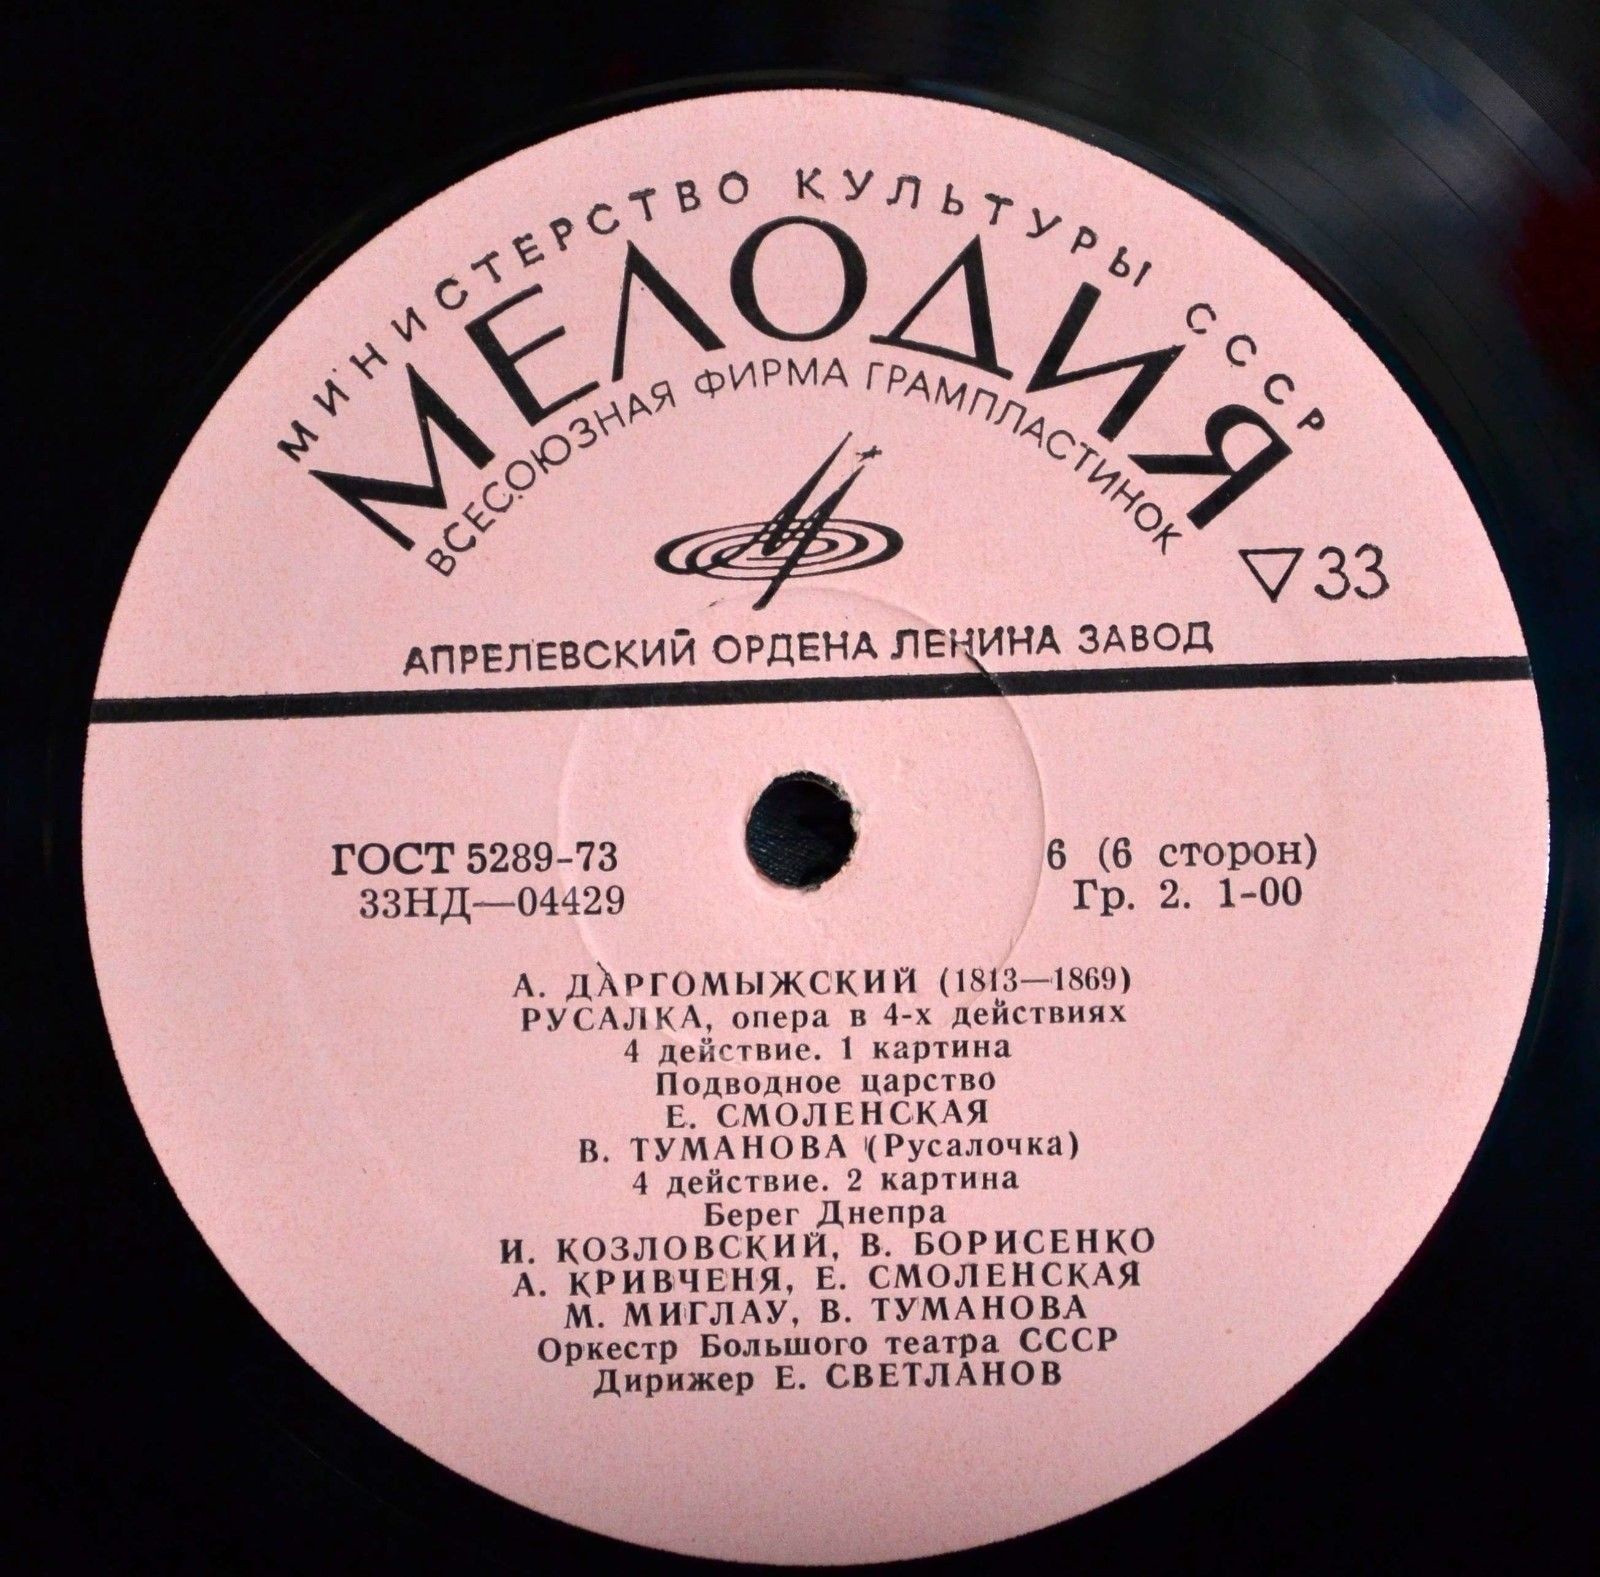 МИНИСТЕРСТВО КУЛЬТУРЫ СССР
МЕЛОДИЯ
ВСЕСОЮЗНАЯ ФИРМА ГРАМПЛАСТИНОК
33
АПРЕЛЕВСКИЙ ОРДЕНА ЛЕНИНА ЗАВОД
ГОСТ 5289-73
33НД—04429
6 (6 сторон)
Гр. 2. 1-00
А. ДАРГОМЫЖСКИЙ (1813—1869)
РУСАЛКА, опера в 4-х действиях
4 действие. 1 картина
Подводное царство
Е. СМОЛЕНСКАЯ
В. ТУМАНОВА (Русалочка)
4 действие. 2 картина
Берег Днепра
И. КОЗЛОВСКИЙ, В. БОРИСЕНКО
А. КРИВЧЕНЯ, Е. СМОЛЕНСКАЯ
М. МИГЛАУ, В. ТУМАНОВА
Оркестр Большого театра СССР
Дирижер Е. СВЕТЛАНОВ